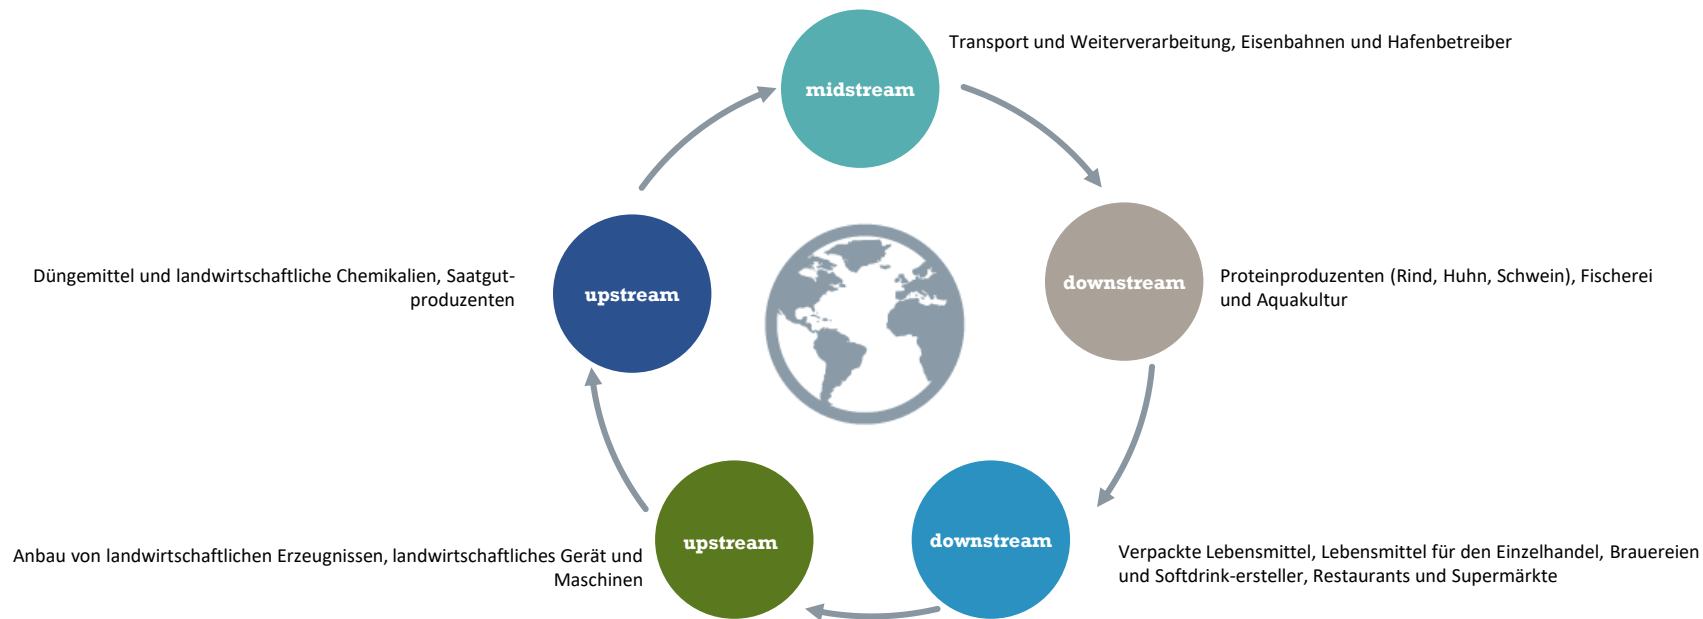 Transport und Weiterverarbeitung, Eisenbahnen und Hafenbetreiber
midstream
downstream
Proteinproduzenten (Rind, Huhn, Schwein), Fischerei
und Aquakultur
Düngemittel und landwirtschaftliche Chemikalien, Saatgut-
produzenten
upstream
downstream
Verpackte Lebensmittel, Lebensmittel für den Einzelhandel, Brauereien
und Softdrink-ersteller, Restaurants und Supermärkte
upstream
Anbau von landwirtschaftlichen Erzeugnissen, landwirtschaftliches Gerät und
Maschinen